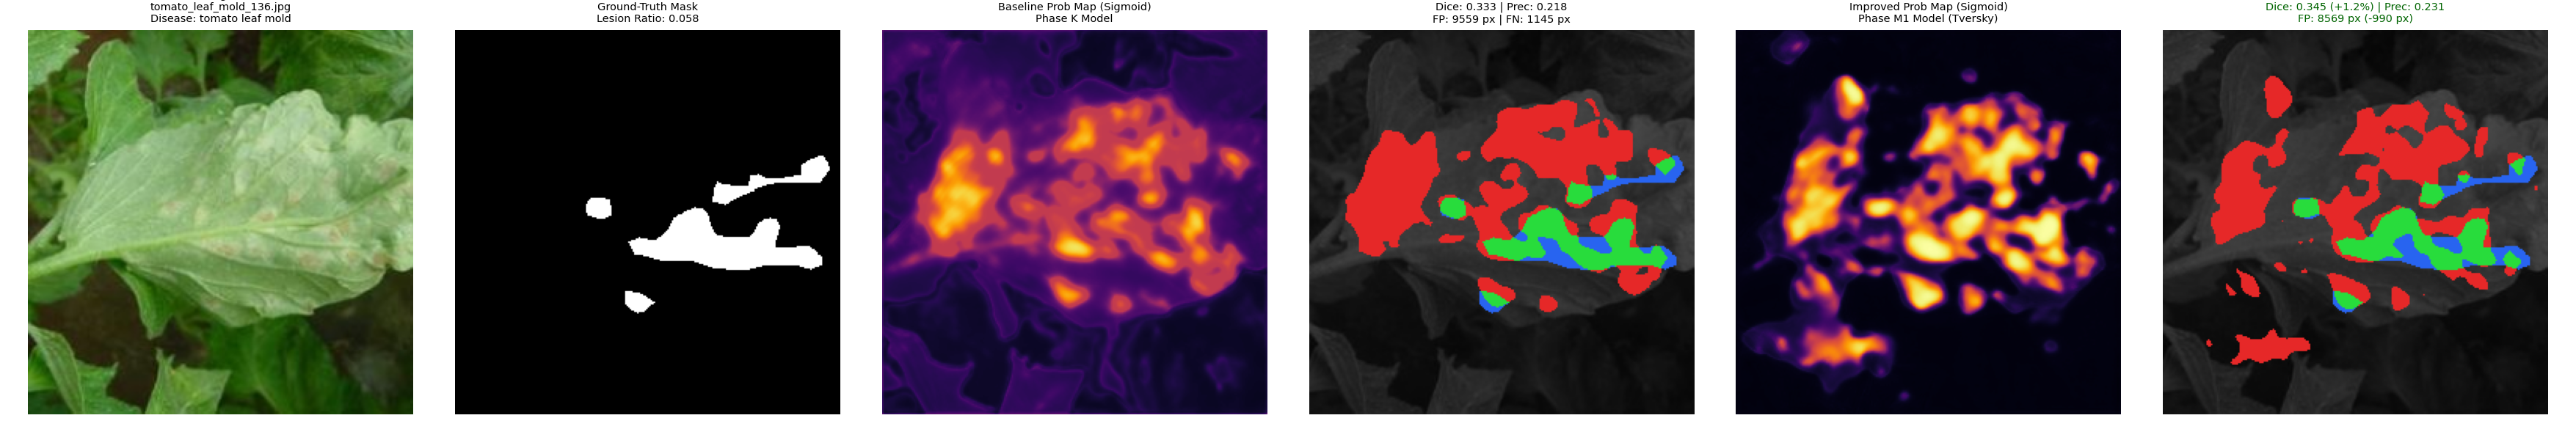 tomato_leaf_mold_136.jpg
Disease: tomato leaf mold
Ground-Truth Mask
Lesion Ratio: 0.058
Baseline Prob Map (Sigmoid)
Phase K Model
Dice: 0.333 | Prec: 0.218
FP: 9559 px | FN: 1145 px
Improved Prob Map (Sigmoid)
Phase M1 Model (Tversky)
Dice: 0.345 (+1.2%) | Prec: 0.231
FP: 8569 px (-990 px)